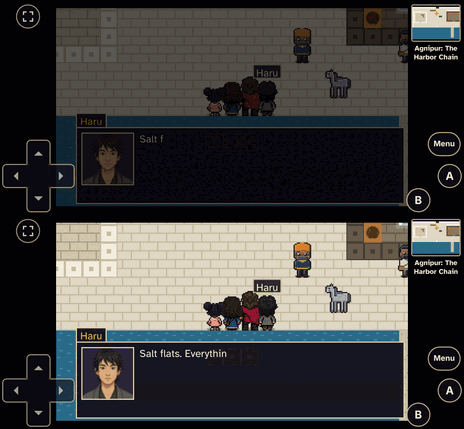 Haru
Agnipur: The
Harbor Chain
Haru
Salt f
Menu
A
B
Haru
Agnipur: The
Harbor Chain
Haru
Salt flats. Everythin
Menu
A
B